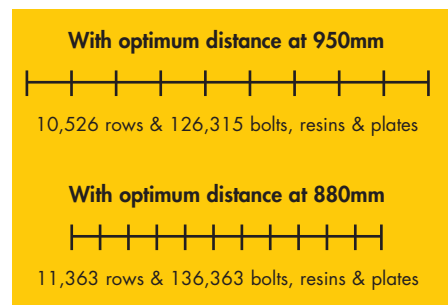 With optimum distance at 950mm
10,526 rows & 126,315 bolts, resins & plates
With optimum distance at 880mm
11,363 rows & 136,363 bolts, resins & plates